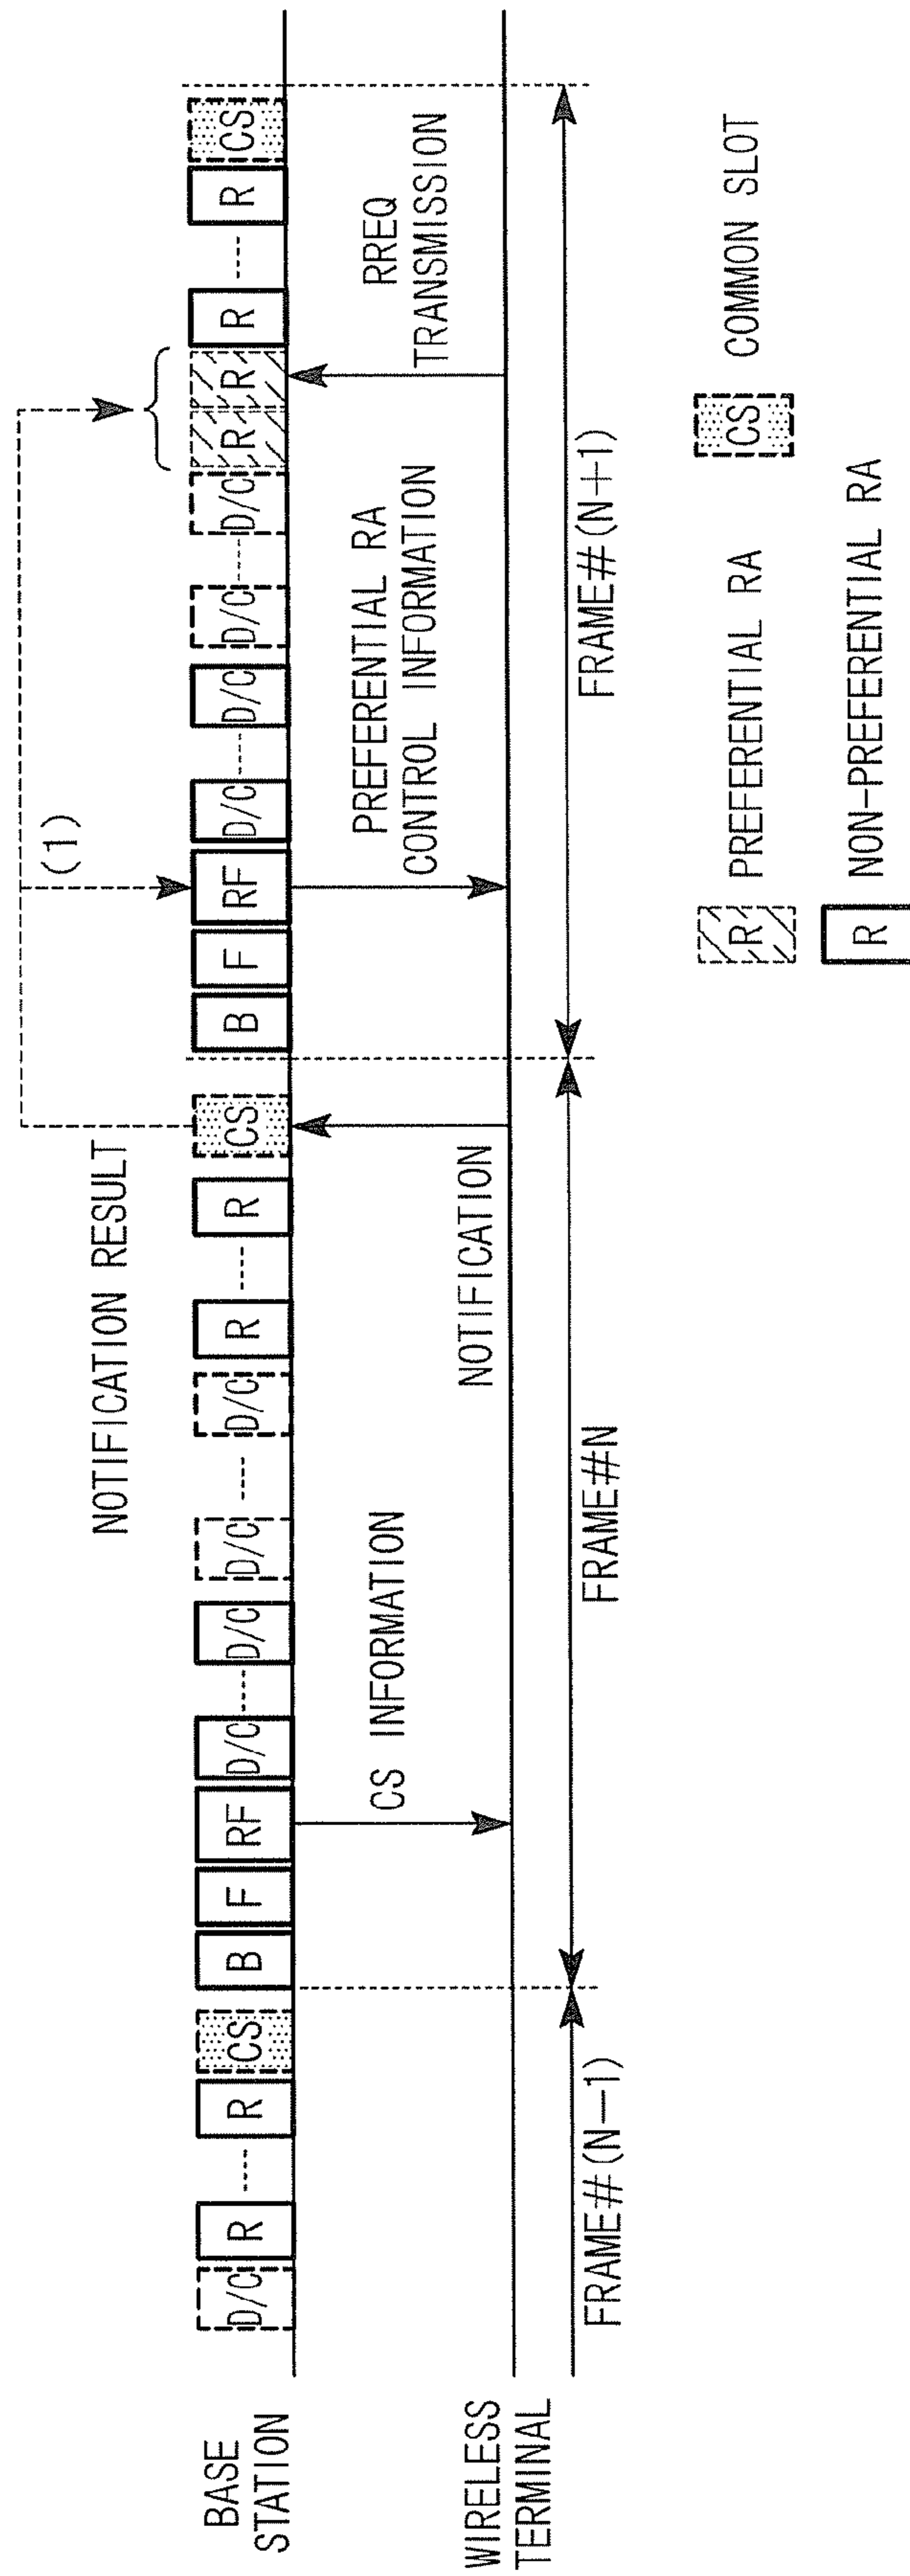 NOTIFICATION RESULT
(1)
BASE
STATION
D/C R R CS B F RF D/C D/C D/C D/C R R CS B F RF D/C D/C D/C D/C R R R R CS
CS INFORMATION
NOTIFICATION
PREFERENTIAL RA
CONTROL INFORMATION
RREQ
TRANSMISSION
WIRELESS
TERMINAL
FRAME#(N-1)
FRAME#N
FRAME#(N+1)
R PREFERENTIAL RA
CS COMMON SLOT
R NON-PREFERENTIAL RA